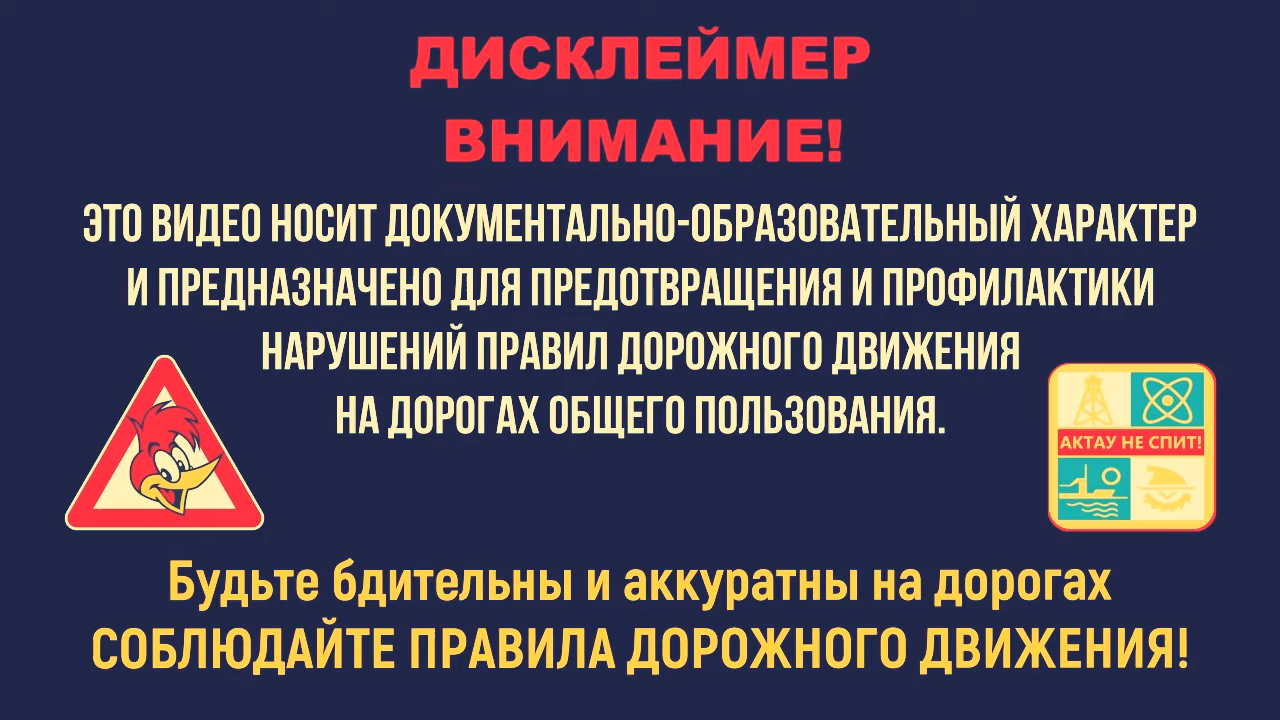 ДИСКЛЕЙМЕР
ВНИМАНИЕ!
ЭТО ВИДЕО НОСИТ ДОКУМЕНТАЛЬНО-ОБРАЗОВАТЕЛЬНЫЙ ХАРАКТЕР
И ПРЕДНАЗНАЧЕНО ДЛЯ ПРЕДОТВРАЩЕНИЯ И ПРОФИЛАКТИКИ
НАРУШЕНИЙ ПРАВИЛ ДОРОЖНОГО ДВИЖЕНИЯ
НА ДОРОГАХ ОБЩЕГО ПОЛЬЗОВАНИЯ.
АКТАУ НЕ СПИТ!
Будьте бдительны и аккуратны на дорогах
СОБЛЮДАЙТЕ ПРАВИЛА ДОРОЖНОГО ДВИЖЕНИЯ!